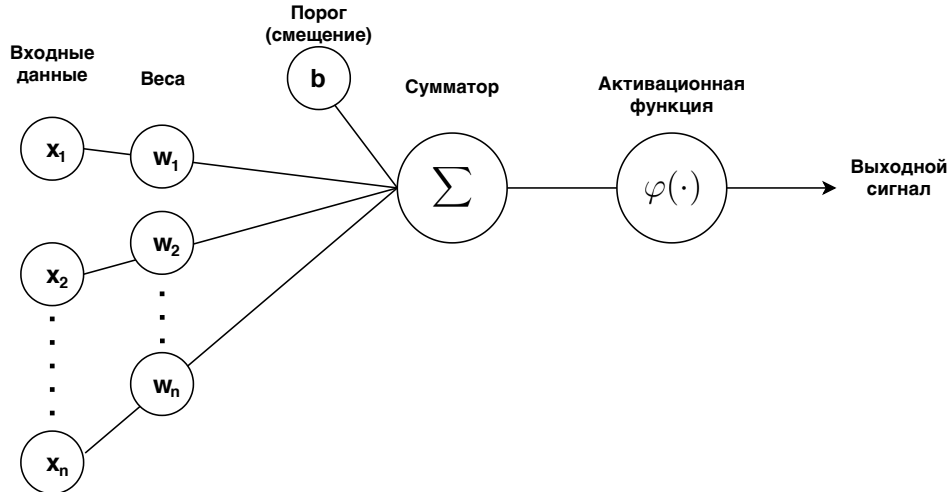 Порог
(смещение)
Входные
данные
Веса
b
Сумматор
Активационная
функция
x1
w1
∑
φ(·)
Выходной
сигнал
x2
w2
wn
xn